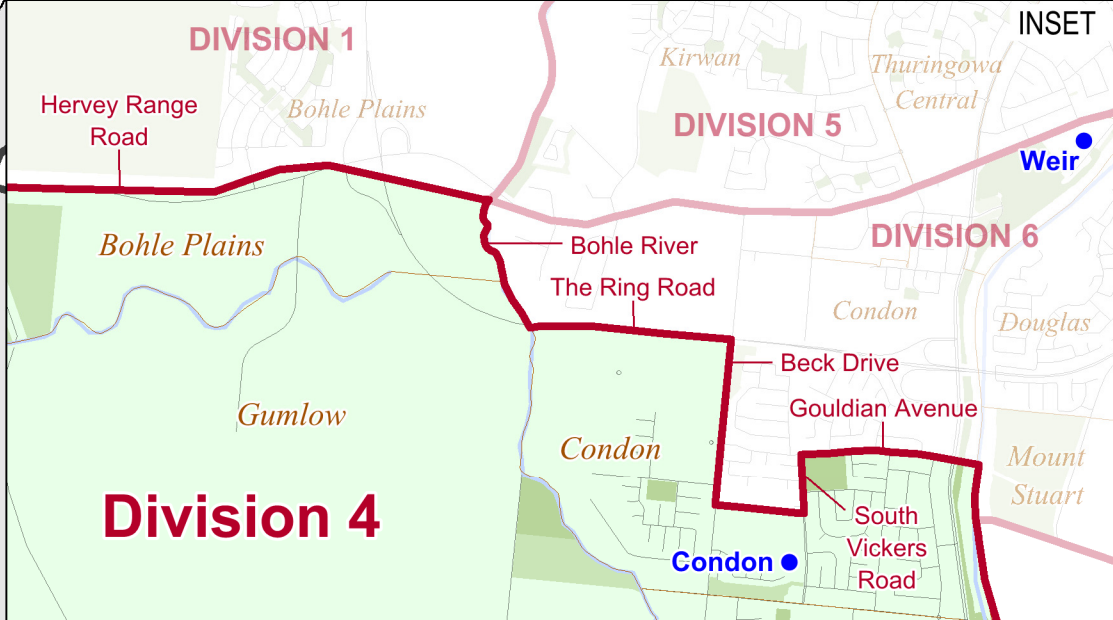 INSET
DIVISION 1
Kirwan
Thuringowa
Central
Hervey Range
Road
Bohle Plains
DIVISION 5
Weir
Bohle Plains
Bohle River
DIVISION 6
The Ring Road
Condon
Douglas
Beck Drive
Gumlow
Gouldian Avenue
Condon
Mount
Stuart
Division 4
South
Vickers
Road
Condon